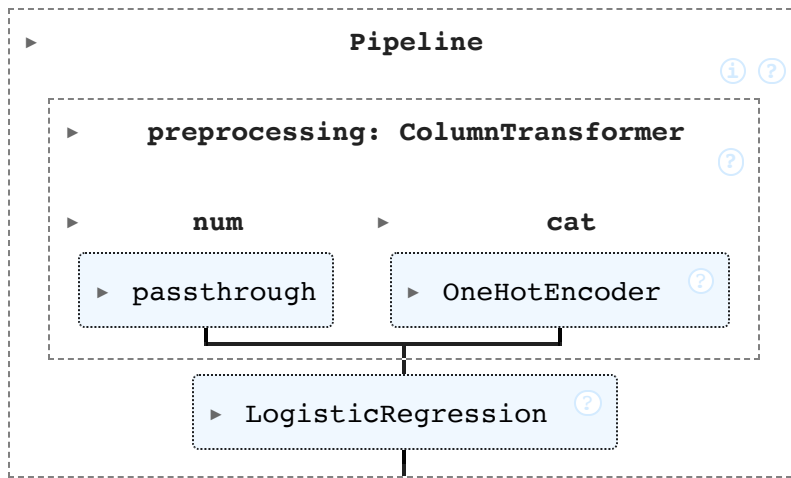 Pipeline
i ?
preprocessing: ColumnTransformer
?
num cat
passthrough OneHotEncoder ?
LogisticRegression ?